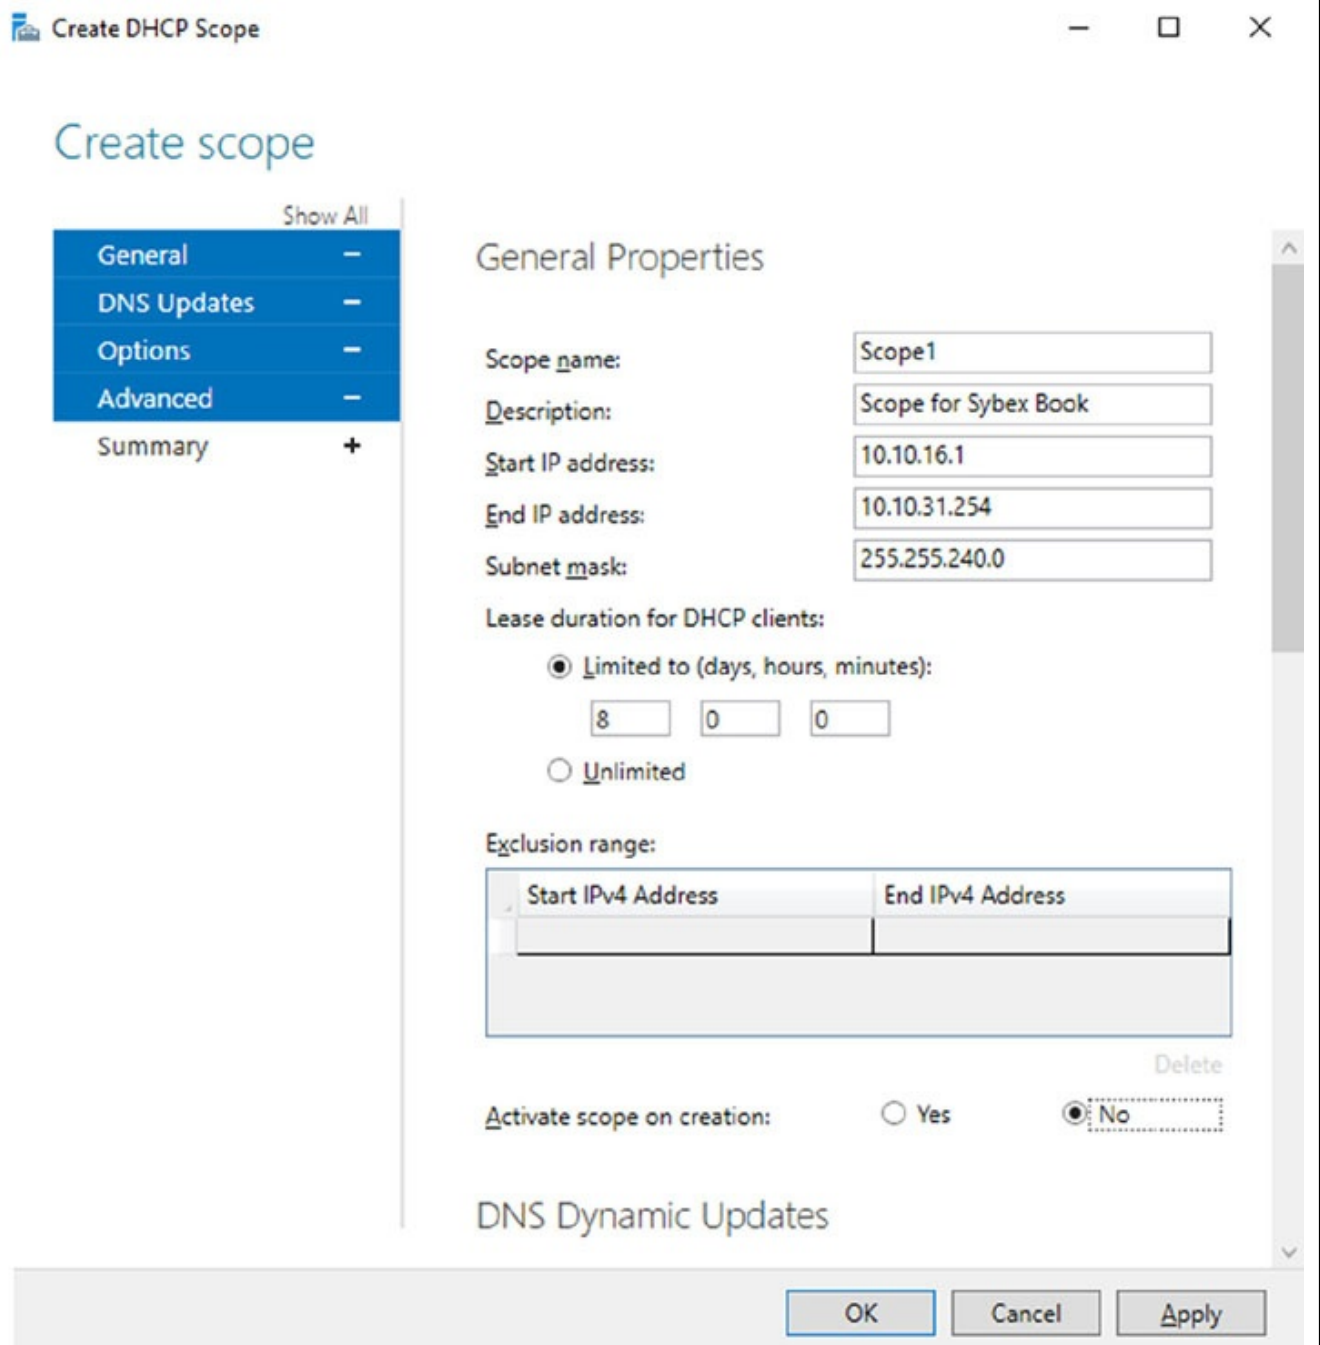 Create DHCP Scope
Create scope
Show All
General
DNS Updates
Options
Advanced
Summary
General Properties
Scope name: Scope1
Description: Scope for Sybex Book
Start IP address: 10.10.16.1
End IP address: 10.10.31.254
Subnet mask: 255.255.240.0
Lease duration for DHCP clients:
Limited to (days, hours, minutes):
8 0 0
Unlimited
Exclusion range:
Start IPv4 Address End IPv4 Address
Delete
Activate scope on creation: Yes No
DNS Dynamic Updates
OK Cancel Apply